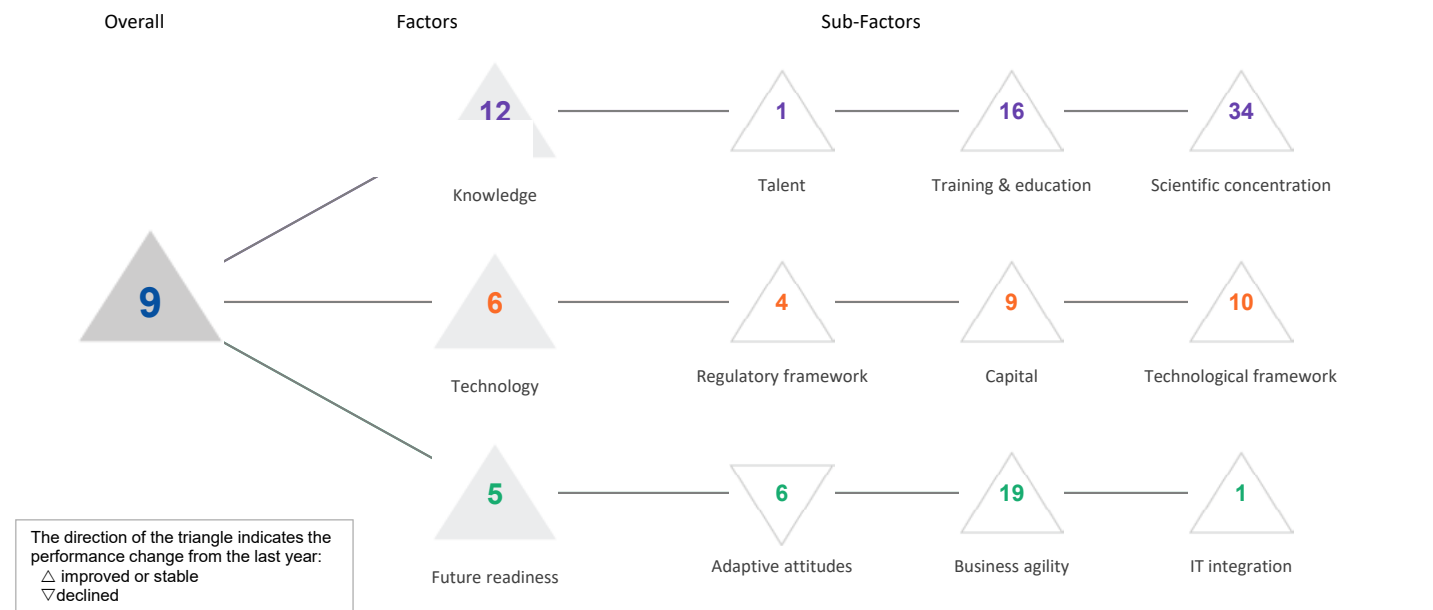 Overall Factors Sub-Factors
12 1 16 34
Knowledge Talent Training & education Scientific concentration
9 6 4 9 10
Technology Regulatory framework Capital Technological framework
5 6 19 1
Future readiness Adaptive attitudes Business agility IT integration
The direction of the triangle indicates the
performance change from the last year:
△ improved or stable
▽declined